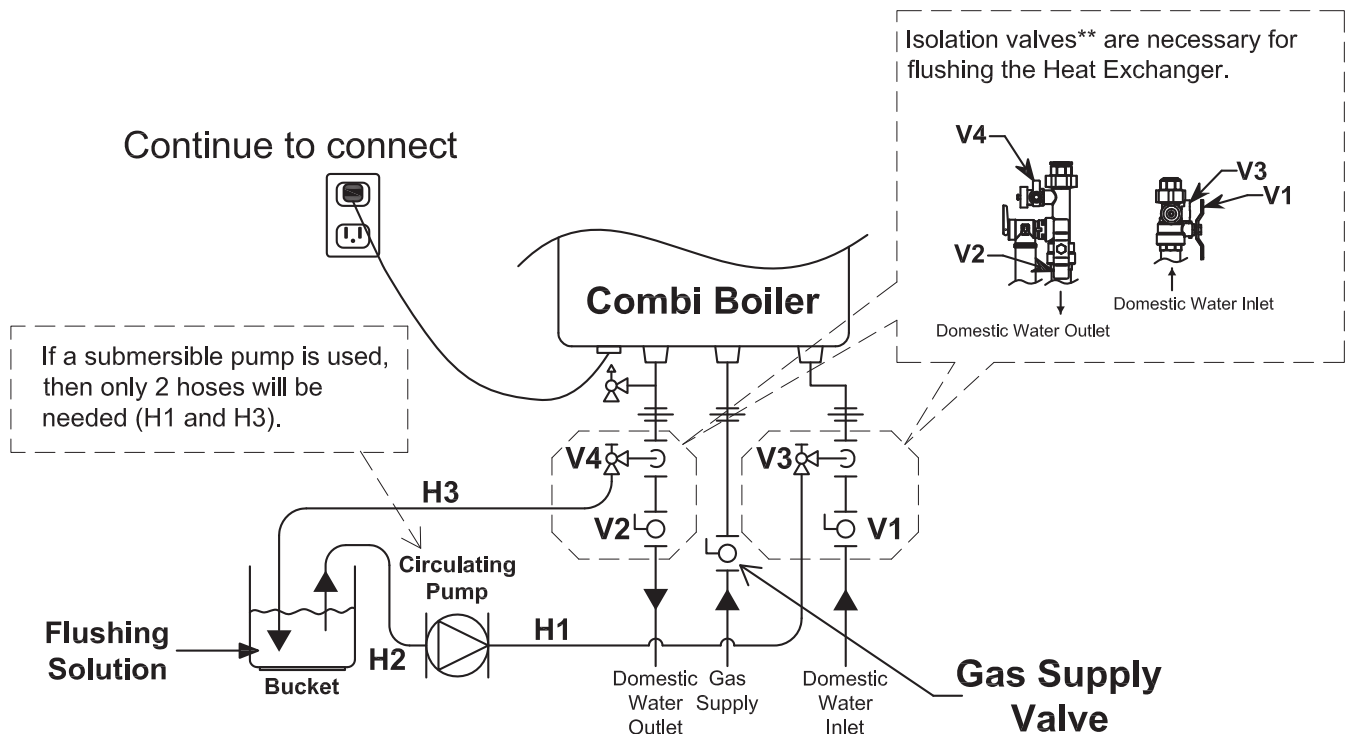 Isolation valves** are necessary for
flushing the Heat Exchanger.
V4
V3
V1
V2
Domestic Water Inlet
Domestic Water Outlet
Continue to connect
Combi Boiler
If a submersible pump is used,
then only 2 hoses will be
needed (H1 and H3).
V4
V3
H3
V2
V1
Circulating
Pump
Flushing
Solution
H2
H1
Bucket
Domestic
Water
Outlet
Gas
Supply
Domestic
Water
Inlet
Gas Supply
Valve